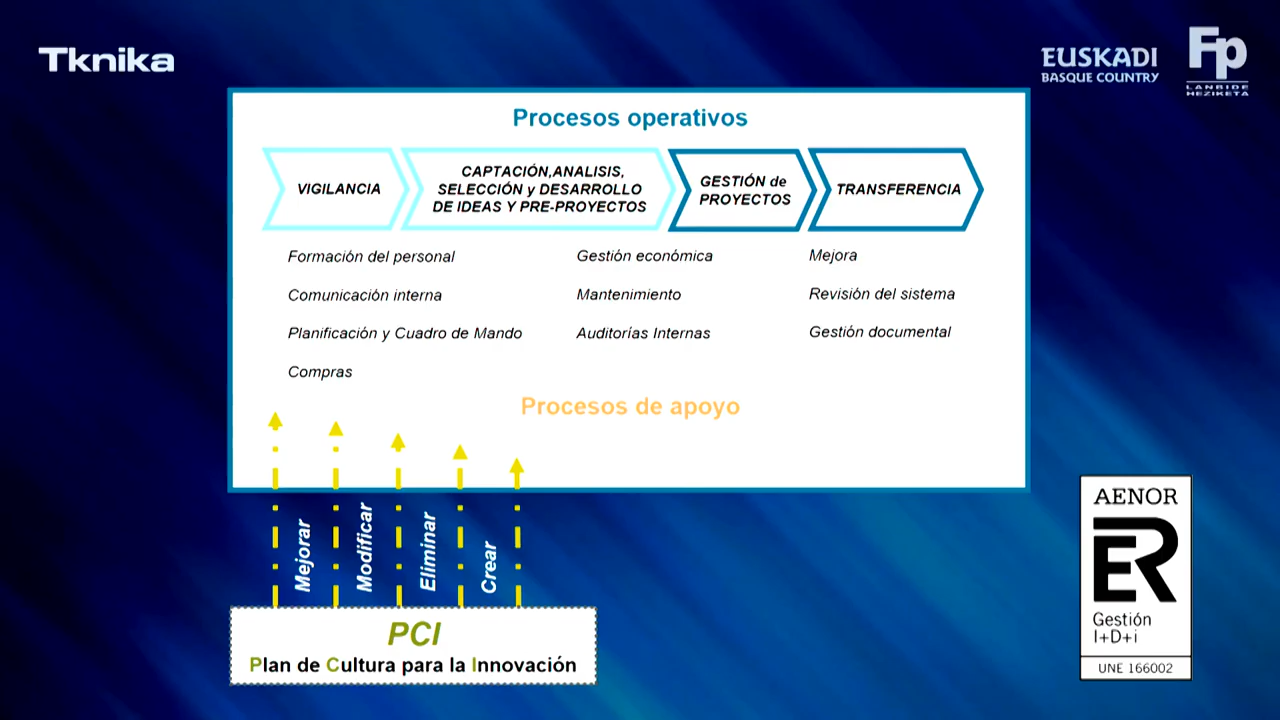 Tknika
EUSKADI
BASQUE COUNTRY
Fp
LANBIDE
HEZIKETA
Procesos operativos
VIGILANCIA
CAPTACIÓN,ANALISIS,
SELECCIÓN y DESARROLLO
DE IDEAS Y PRE-PROYECTOS
GESTIÓN de
PROYECTOS
TRANSFERENCIA
Formación del personal
Gestión económica
Mejora
Comunicación interna
Mantenimiento
Revisión del sistema
Planificación y Cuadro de Mando
Auditorías Internas
Gestión documental
Compras
Procesos de apoyo
Mejorar
Modificar
Eliminar
Crear
PCI
Plan de Cultura para la Innovación
AENOR
ER
Gestión
I+D+i
UNE 166002